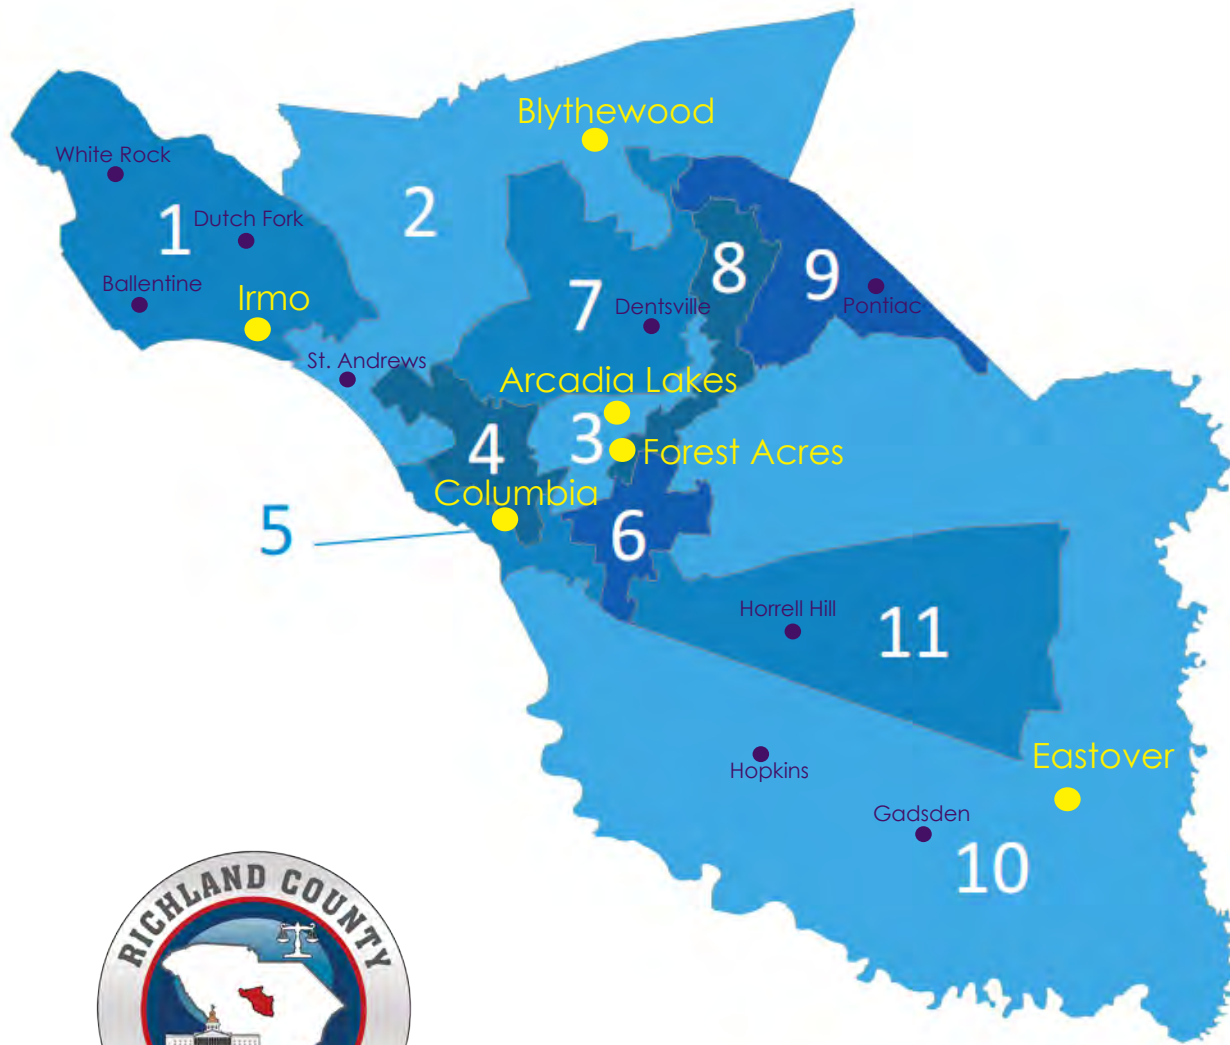 Blythewood
White Rock
2
1
Dutch Fork
8
9
Ballentine
Irmo
7
Dentsville
Pontiac
St. Andrews
Arcadia Lakes
3
4
Forest Acres
Columbia
5
6
Horrell Hill
11
Eastover
Hopkins
Gadsden
10
RICHLAND COUNTY